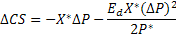 ΔCS = −X*ΔP − E_d X*(ΔP)² / 2P*